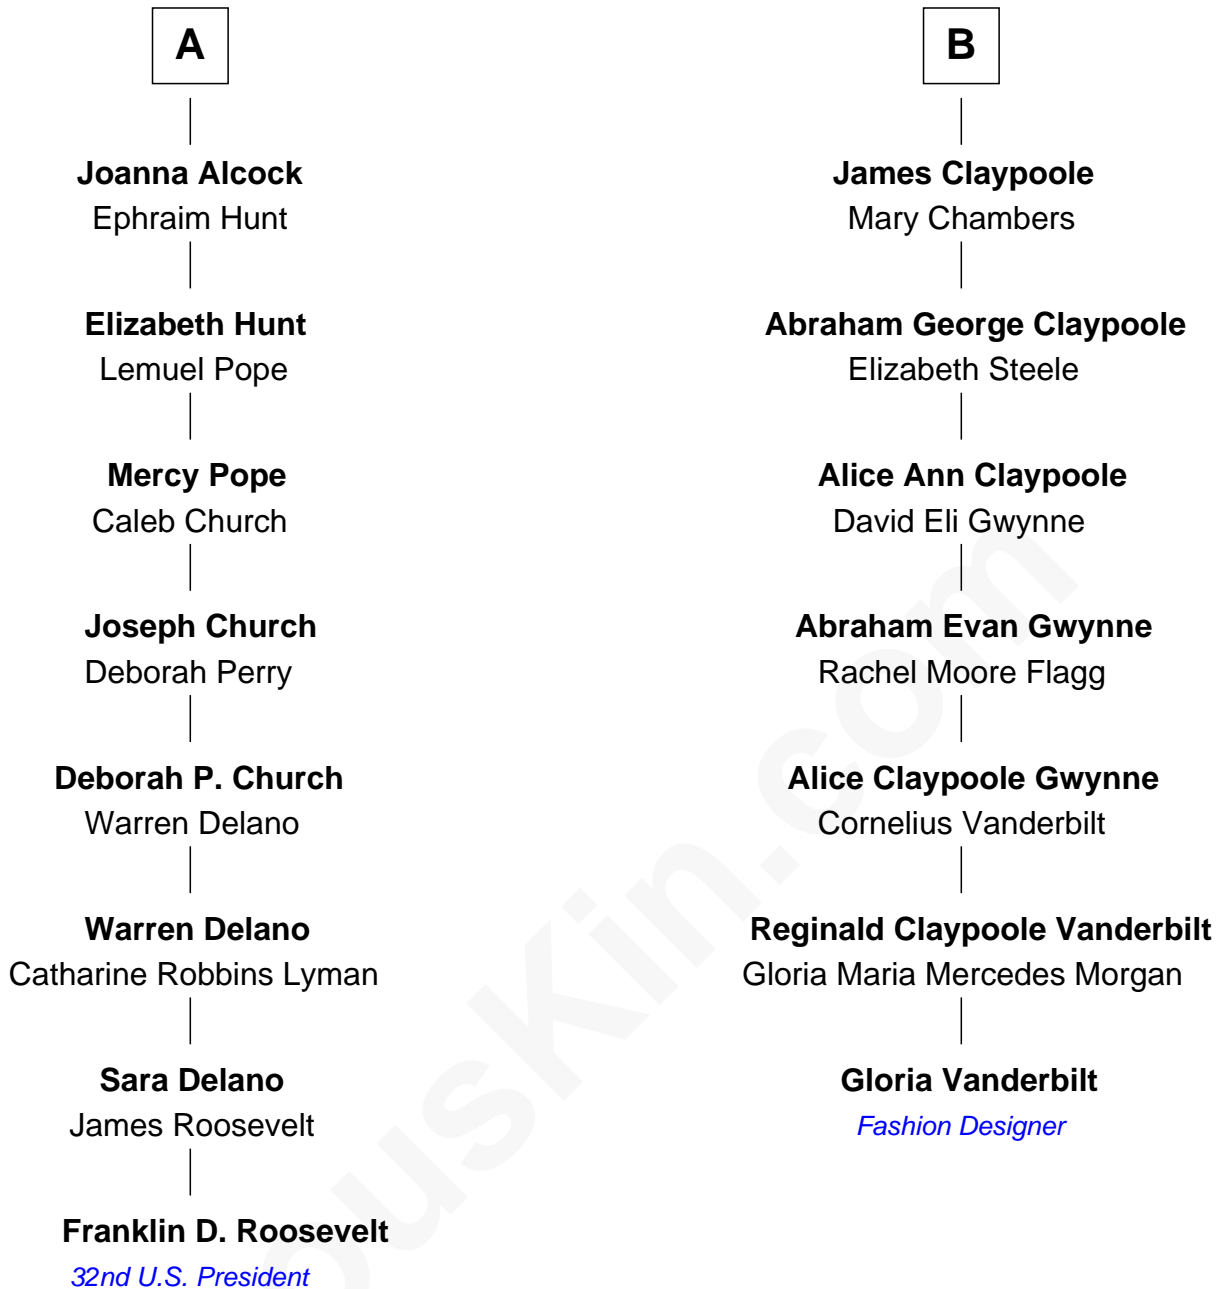 A
Joanna Alcock
Ephraim Hunt
Elizabeth Hunt
Lemuel Pope
Mercy Pope
Caleb Church
Joseph Church
Deborah Perry
Deborah P. Church
Warren Delano
Warren Delano
Catharine Robbins Lyman
Sara Delano
James Roosevelt
Franklin D. Roosevelt
32nd U.S. President
B
James Claypoole
Mary Chambers
Abraham George Claypoole
Elizabeth Steele
Alice Ann Claypoole
David Eli Gwynne
Abraham Evan Gwynne
Rachel Moore Flagg
Alice Claypoole Gwynne
Cornelius Vanderbilt
Reginald Claypoole Vanderbilt
Gloria Maria Mercedes Morgan
Gloria Vanderbilt
Fashion Designer
ousKin.com